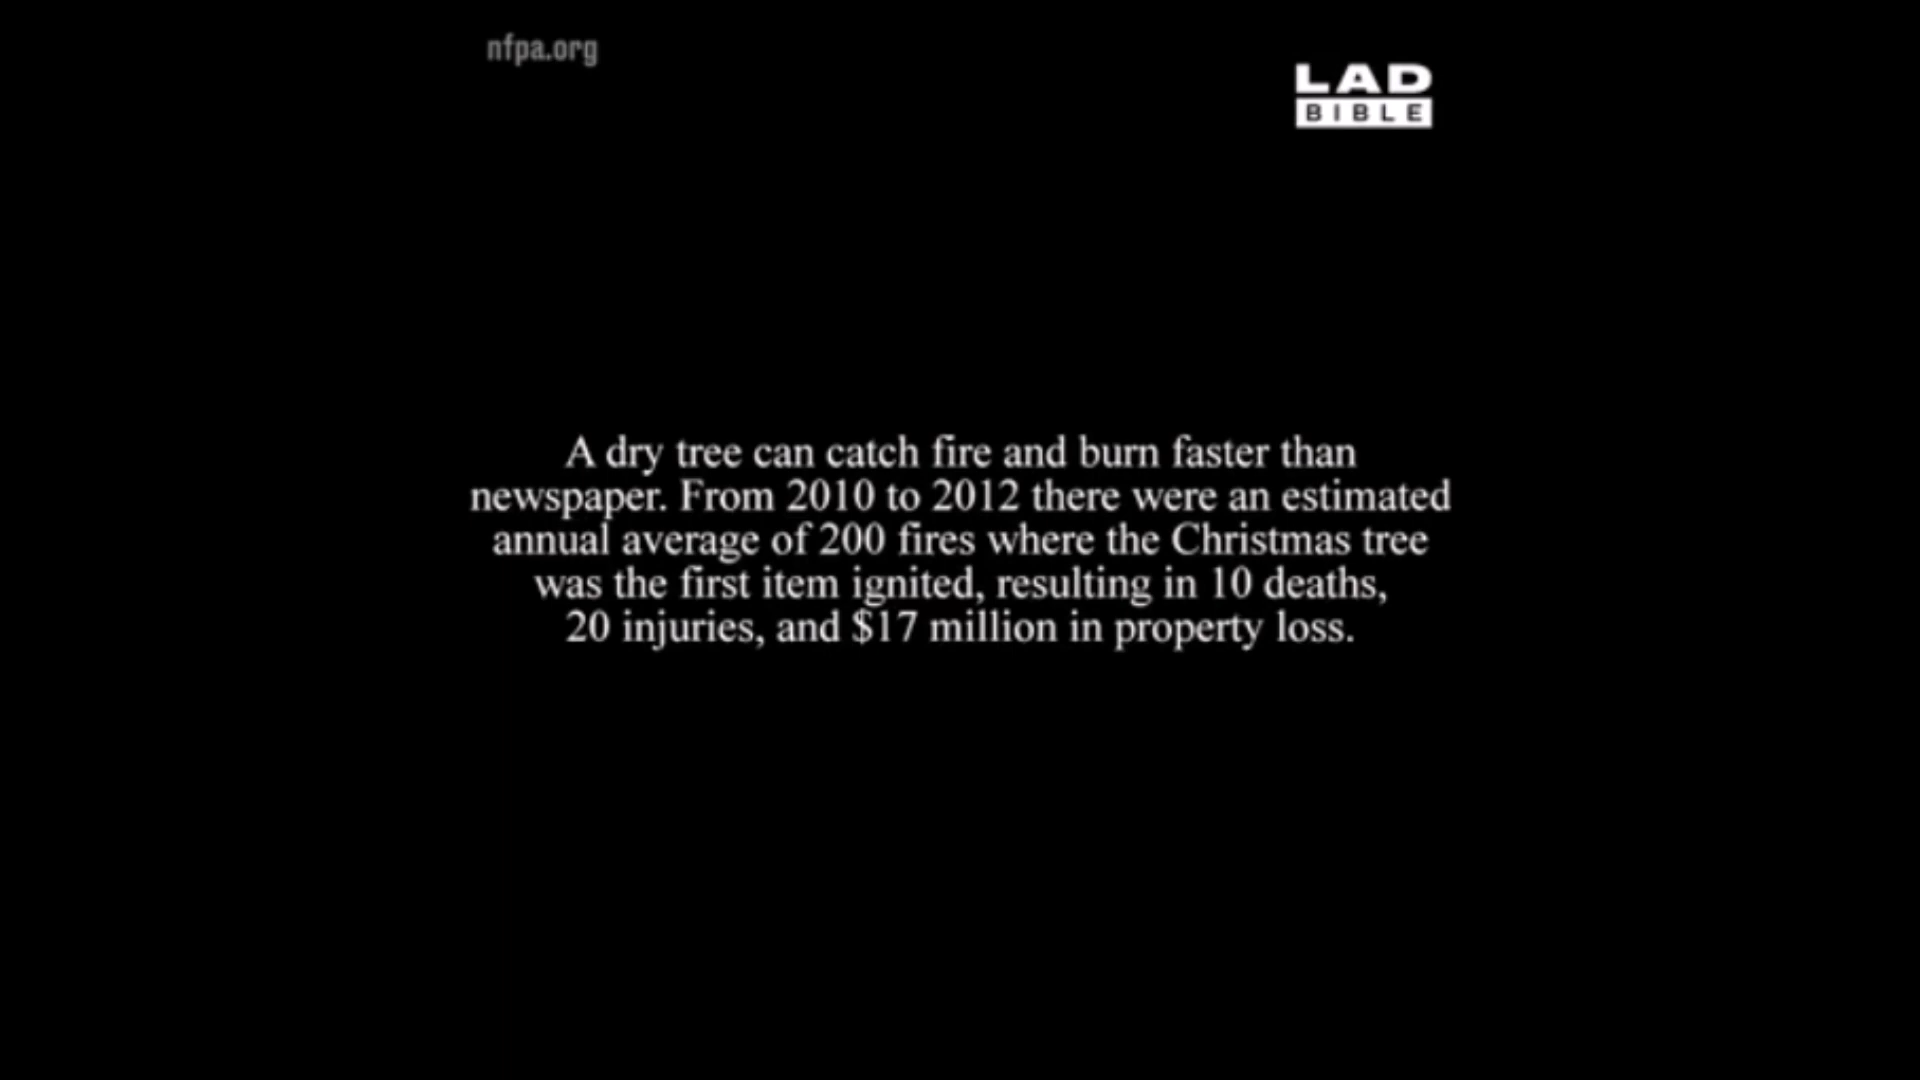 nfpa.org
LAD
BIBLE
A dry tree can catch fire and burn faster than
newspaper. From 2010 to 2012 there were an estimated
annual average of 200 fires where the Christmas tree
was the first item ignited, resulting in 10 deaths,
20 injuries, and $17 million in property loss.